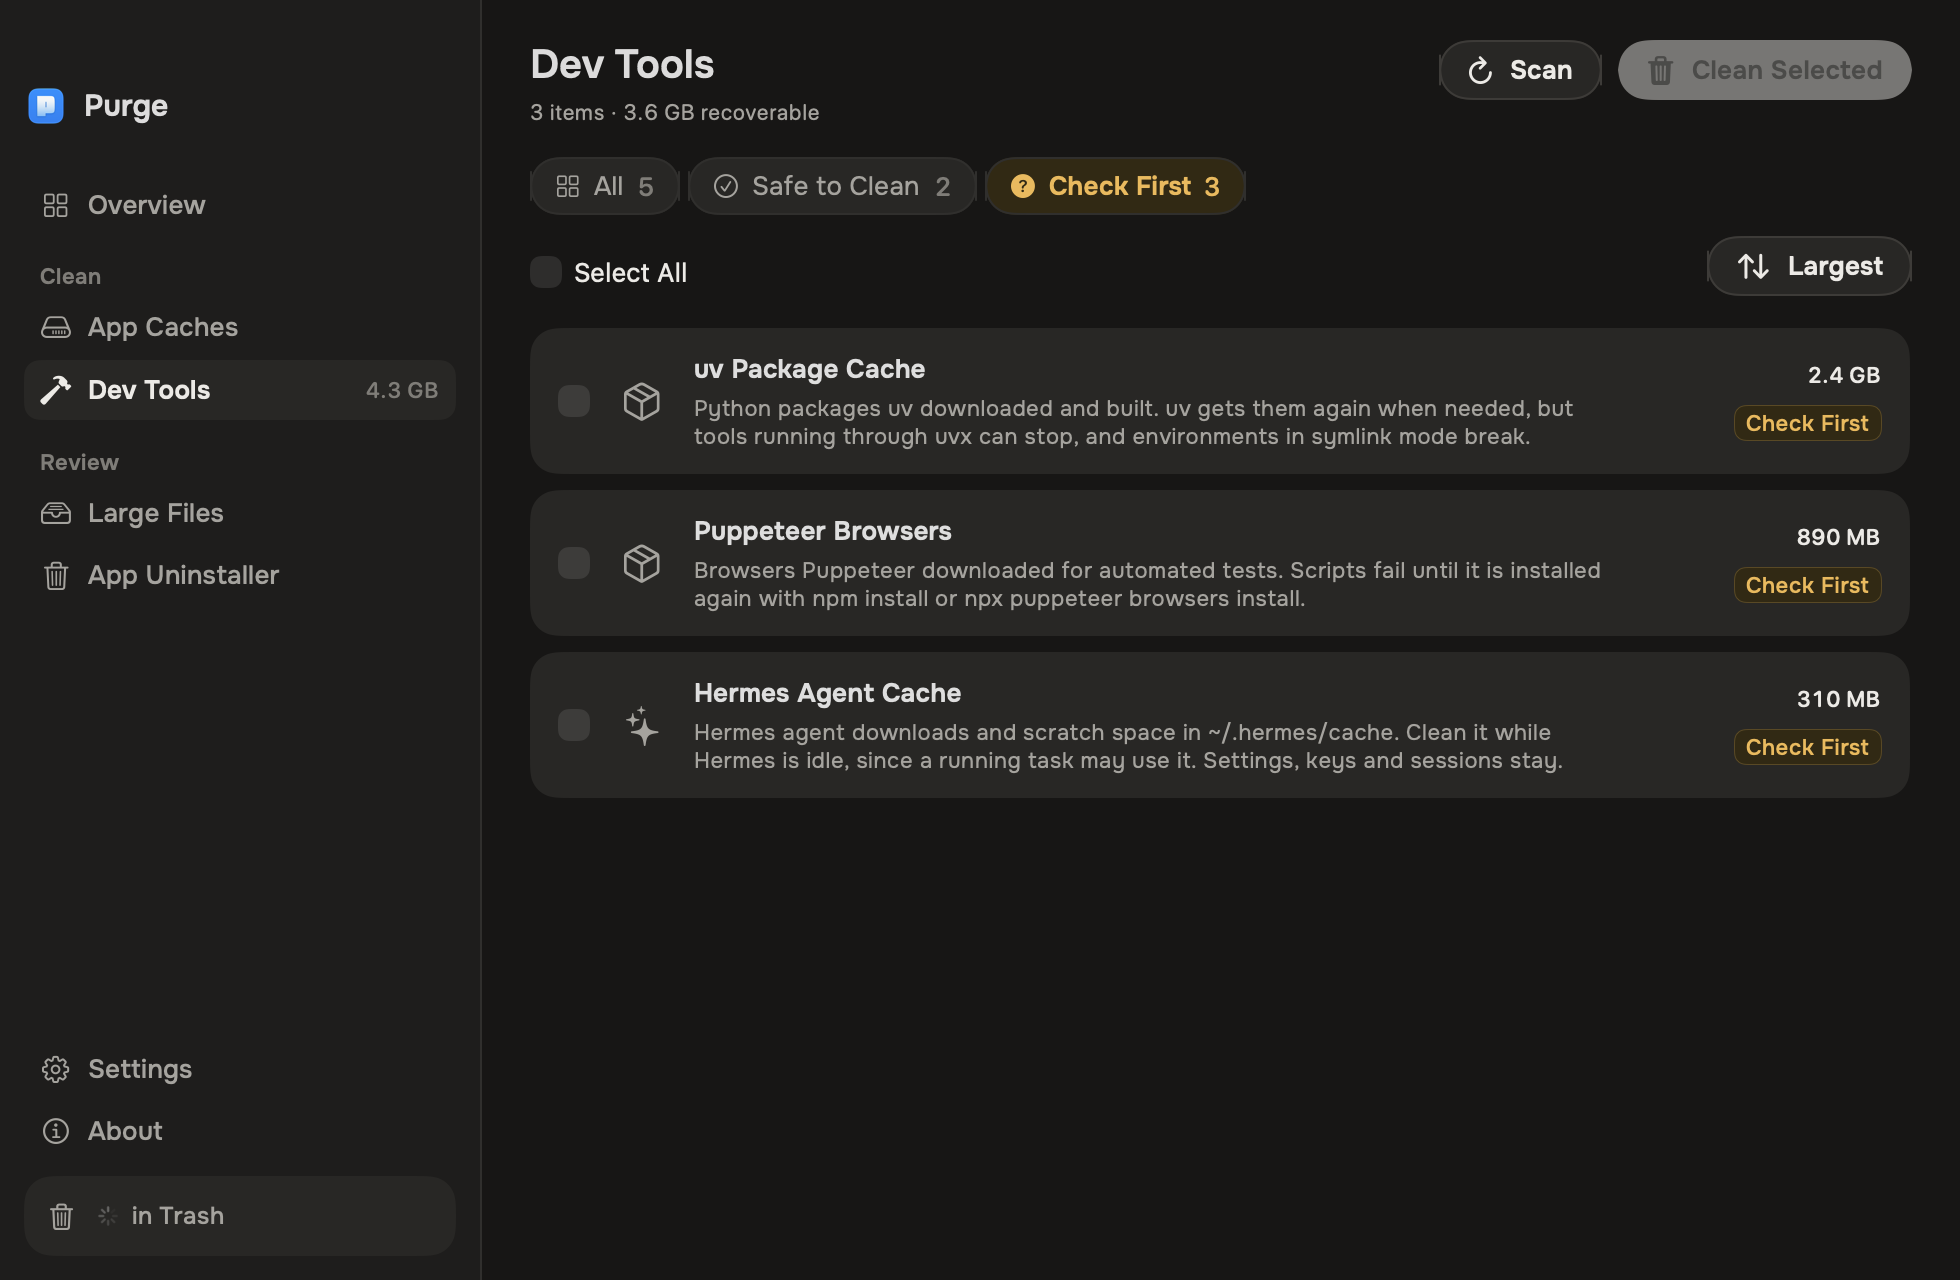 Purge
Overview
Clean
App Caches
Dev Tools 4.3 GB
Review
Large Files
App Uninstaller
Settings
About
in Trash
Dev Tools
3 items · 3.6 GB recoverable
Scan
Clean Selected
All 5
Safe to Clean 2
? Check First 3
Select All
Largest
uv Package Cache
Python packages uv downloaded and built. uv gets them again when needed, but
tools running through uvx can stop, and environments in symlink mode break.
2.4 GB
Check First
Puppeteer Browsers
Browsers Puppeteer downloaded for automated tests. Scripts fail until it is installed
again with npm install or npx puppeteer browsers install.
890 MB
Check First
Hermes Agent Cache
Hermes agent downloads and scratch space in ~/.hermes/cache. Clean it while
Hermes is idle, since a running task may use it. Settings, keys and sessions stay.
310 MB
Check First